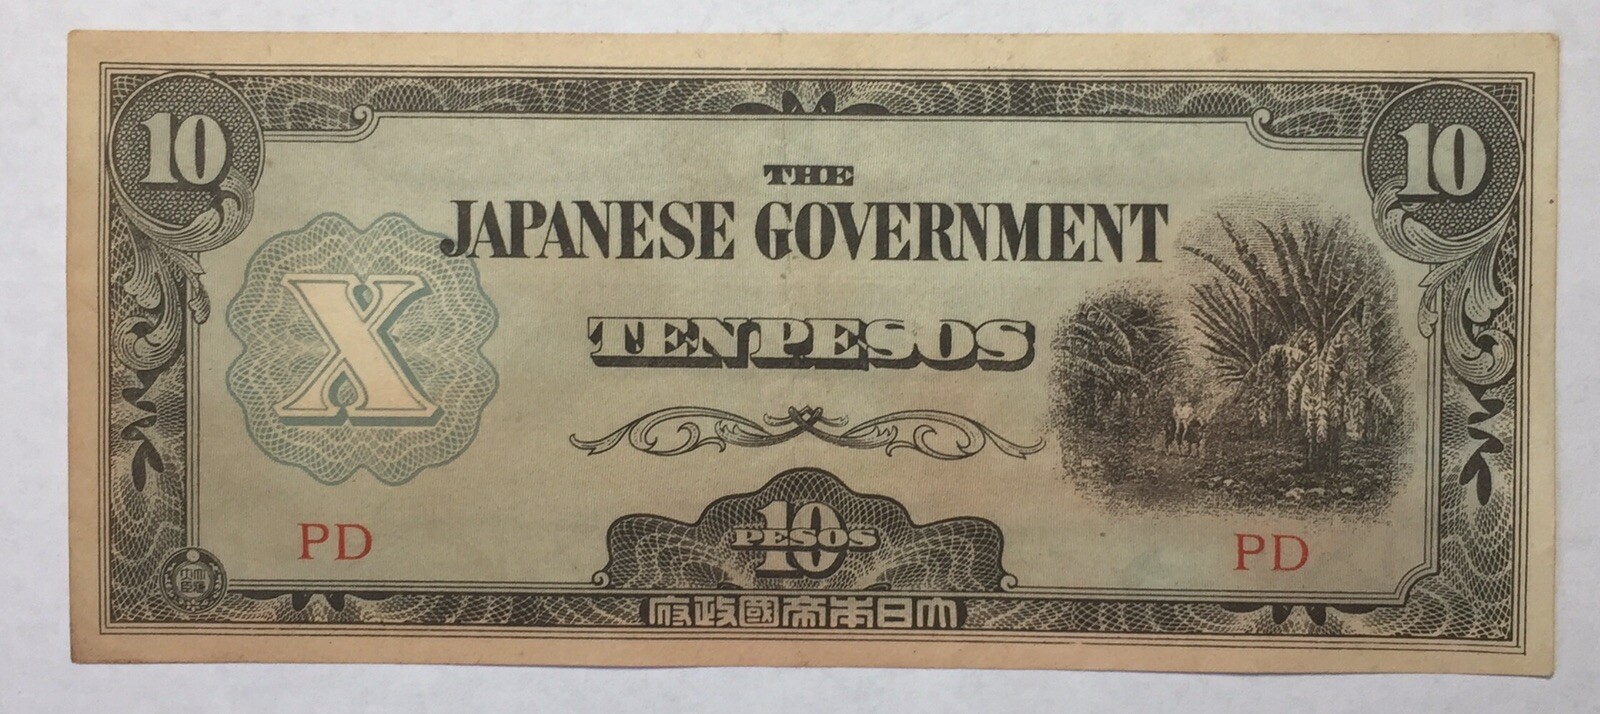 10
10
THE
JAPANESE GOVERNMENT
X
TEN PESOS
10
PESOS
PD
PD
府政國帝本日大